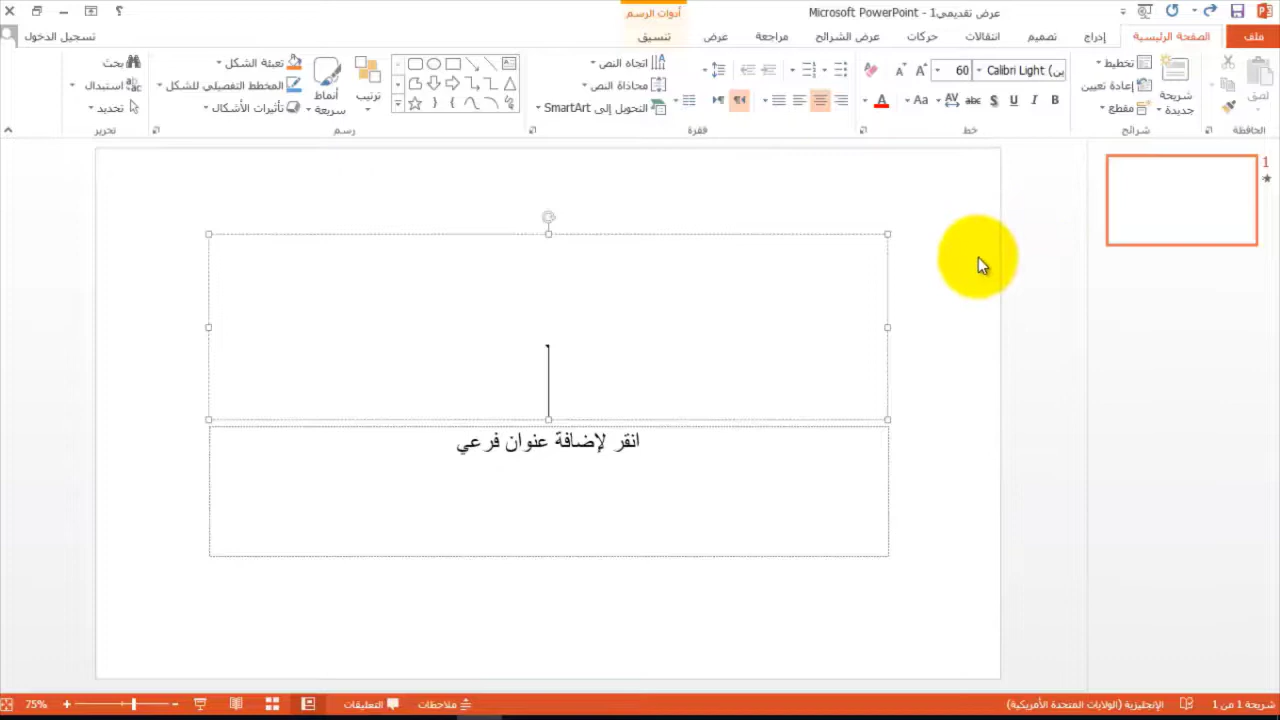 عرض تقديمي1 - Microsoft PowerPoint
أدوات الرسم
?
ملف
الصفحة الرئيسية
إدراج
تصميم
انتقالات
حركات
عرض الشرائح
مراجعة
عرض
تنسيق
تسجيل الدخول
لصق
الحافظة
شريحة جديدة
تخطيط
إعادة تعيين
مقطع
شرائح
Calibri Light
60
B I U S abc AV Aa A
خط
اتجاه النص
محاذاة النص
التحويل إلى SmartArt
فقرة
ترتيب
أنماط سريعة
تعبئة الشكل
المخطط التفصيلي للشكل
تأثيرات الأشكال
رسم
بحث
استبدال
تحديد
تحرير
1
انقر لإضافة عنوان فرعي
شريحة 1 من 1
الإنجليزية (الولايات المتحدة الأمريكية)
ملاحظات
التعليقات
75%